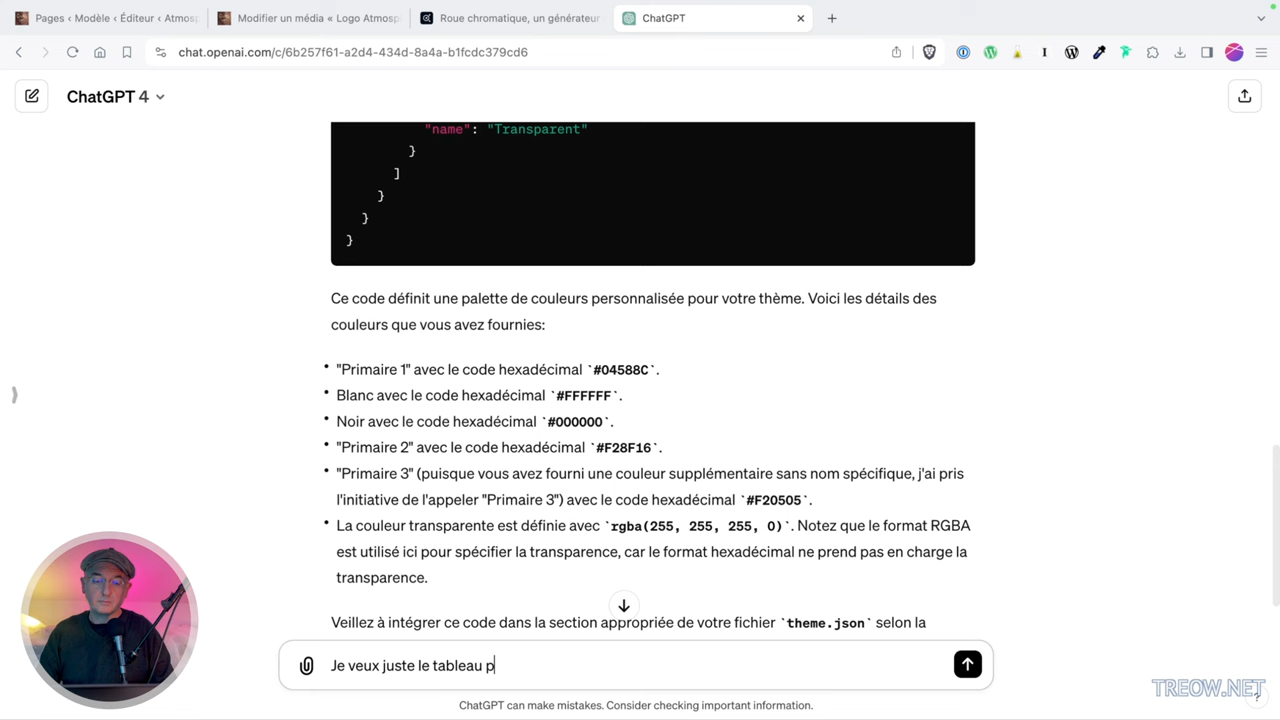 Pages ‹ Modèle ‹ Éditeur ‹ Atmosp
Modifier un média « Logo Atmosp
Roue chromatique, un générateur
ChatGPT
chat.openai.com/c/6b257f61-a2d4-434d-8a4a-b1fcdc379cd6
ChatGPT 4
"name": "Transparent"
}
]
}
}
}
Ce code définit une palette de couleurs personnalisée pour votre thème. Voici les détails des
couleurs que vous avez fournies:
• "Primaire 1" avec le code hexadécimal `#04588C`.
• Blanc avec le code hexadécimal `#FFFFFF`.
• Noir avec le code hexadécimal `#000000`.
• "Primaire 2" avec le code hexadécimal `#F28F16`.
• "Primaire 3" (puisque vous avez fourni une couleur supplémentaire sans nom spécifique, j'ai pris
l'initiative de l'appeler "Primaire 3") avec le code hexadécimal `#F20505`.
• La couleur transparente est définie avec `rgba(255, 255, 255, 0)`. Notez que le format RGBA
est utilisé ici pour spécifier la transparence, car le format hexadécimal ne prend pas en charge la
transparence.
Veillez à intégrer ce code dans la section appropriée de votre fichier `theme.json` selon la
Je veux juste le tableau p
ChatGPT can make mistakes. Consider checking important information.
TREOW.NET
?